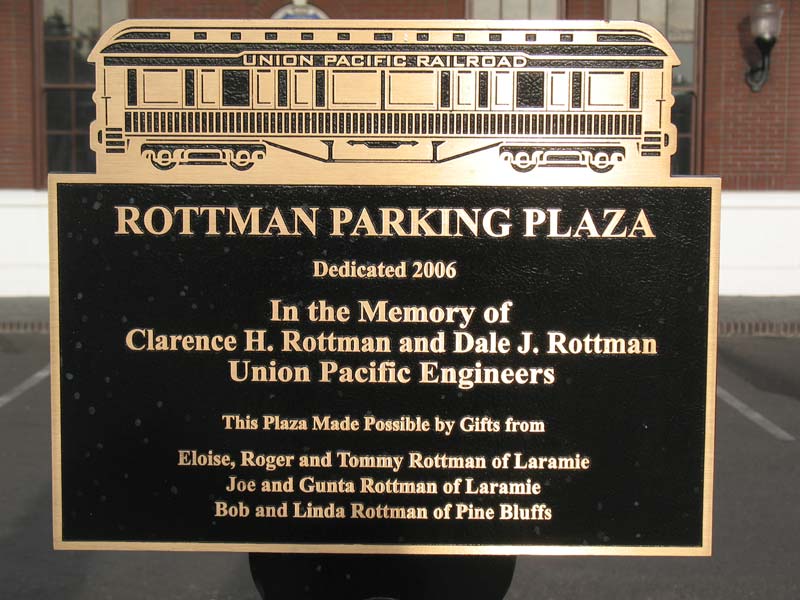 UNION PACIFIC RAILROAD
ROTTMAN PARKING PLAZA
Dedicated 2006
In the Memory of
Clarence H. Rottman and Dale J. Rottman
Union Pacific Engineers
This Plaza Made Possible by Gifts from
Eloise, Roger and Tommy Rottman of Laramie
Joe and Gunta Rottman of Laramie
Bob and Linda Rottman of Pine Bluffs